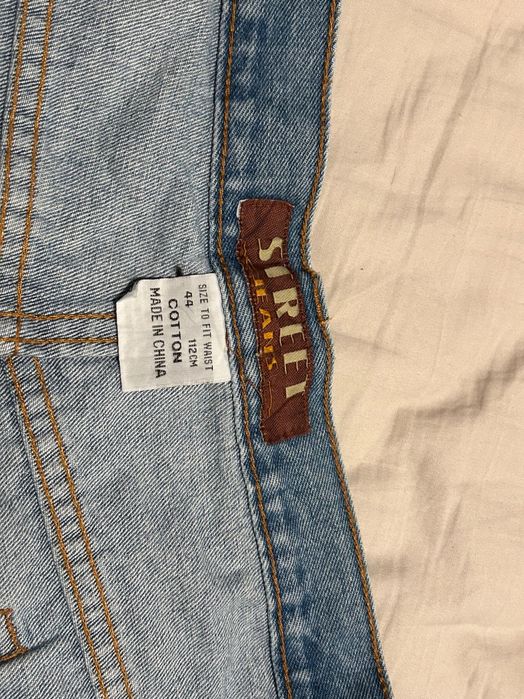 STREET
JEANS
SIZE TO FIT WAIST
44 112CM
COTTON
MADE IN CHINA